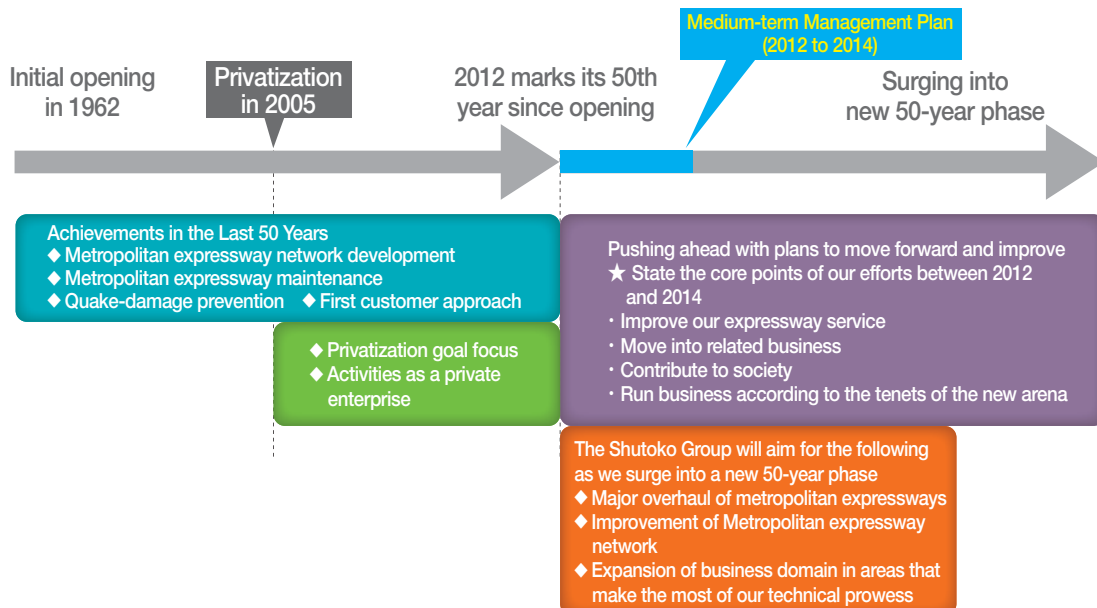 Medium-term Management Plan
(2012 to 2014)
Initial opening
in 1962
Privatization
in 2005
2012 marks its 50th
year since opening
Surging into
new 50-year phase
Achievements in the Last 50 Years
◆ Metropolitan expressway network development
◆ Metropolitan expressway maintenance
◆ Quake-damage prevention ◆ First customer approach
◆ Privatization goal focus
◆ Activities as a private
enterprise
Pushing ahead with plans to move forward and improve
★ State the core points of our efforts between 2012
and 2014
・Improve our expressway service
・Move into related business
・Contribute to society
・Run business according to the tenets of the new arena
The Shutoko Group will aim for the following
as we surge into a new 50-year phase
◆ Major overhaul of metropolitan expressways
◆ Improvement of Metropolitan expressway
network
◆ Expansion of business domain in areas that
make the most of our technical prowess